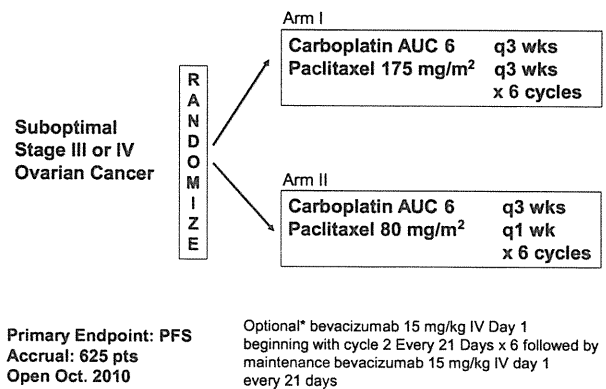 Arm I
Carboplatin AUC 6 q3 wks
Paclitaxel 175 mg/m² q3 wks
x 6 cycles
RANDOMIZE
Suboptimal
Stage III or IV
Ovarian Cancer
Arm II
Carboplatin AUC 6 q3 wks
Paclitaxel 80 mg/m² q1 wk
x 6 cycles
Primary Endpoint: PFS
Accrual: 625 pts
Open Oct. 2010
Optional* bevacizumab 15 mg/kg IV Day 1
beginning with cycle 2 Every 21 Days x 6 followed by
maintenance bevacizumab 15 mg/kg IV day 1
every 21 days